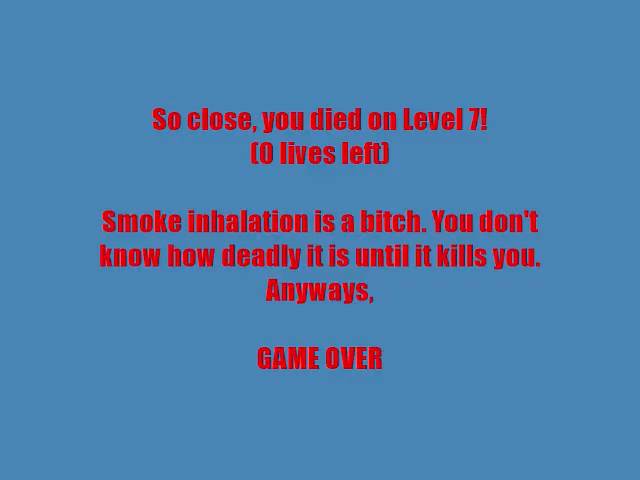 So close, you died on Level 7!
(0 lives left)
Smoke inhalation is a bitch. You don't
know how deadly it is until it kills you.
Anyways,
GAME OVER